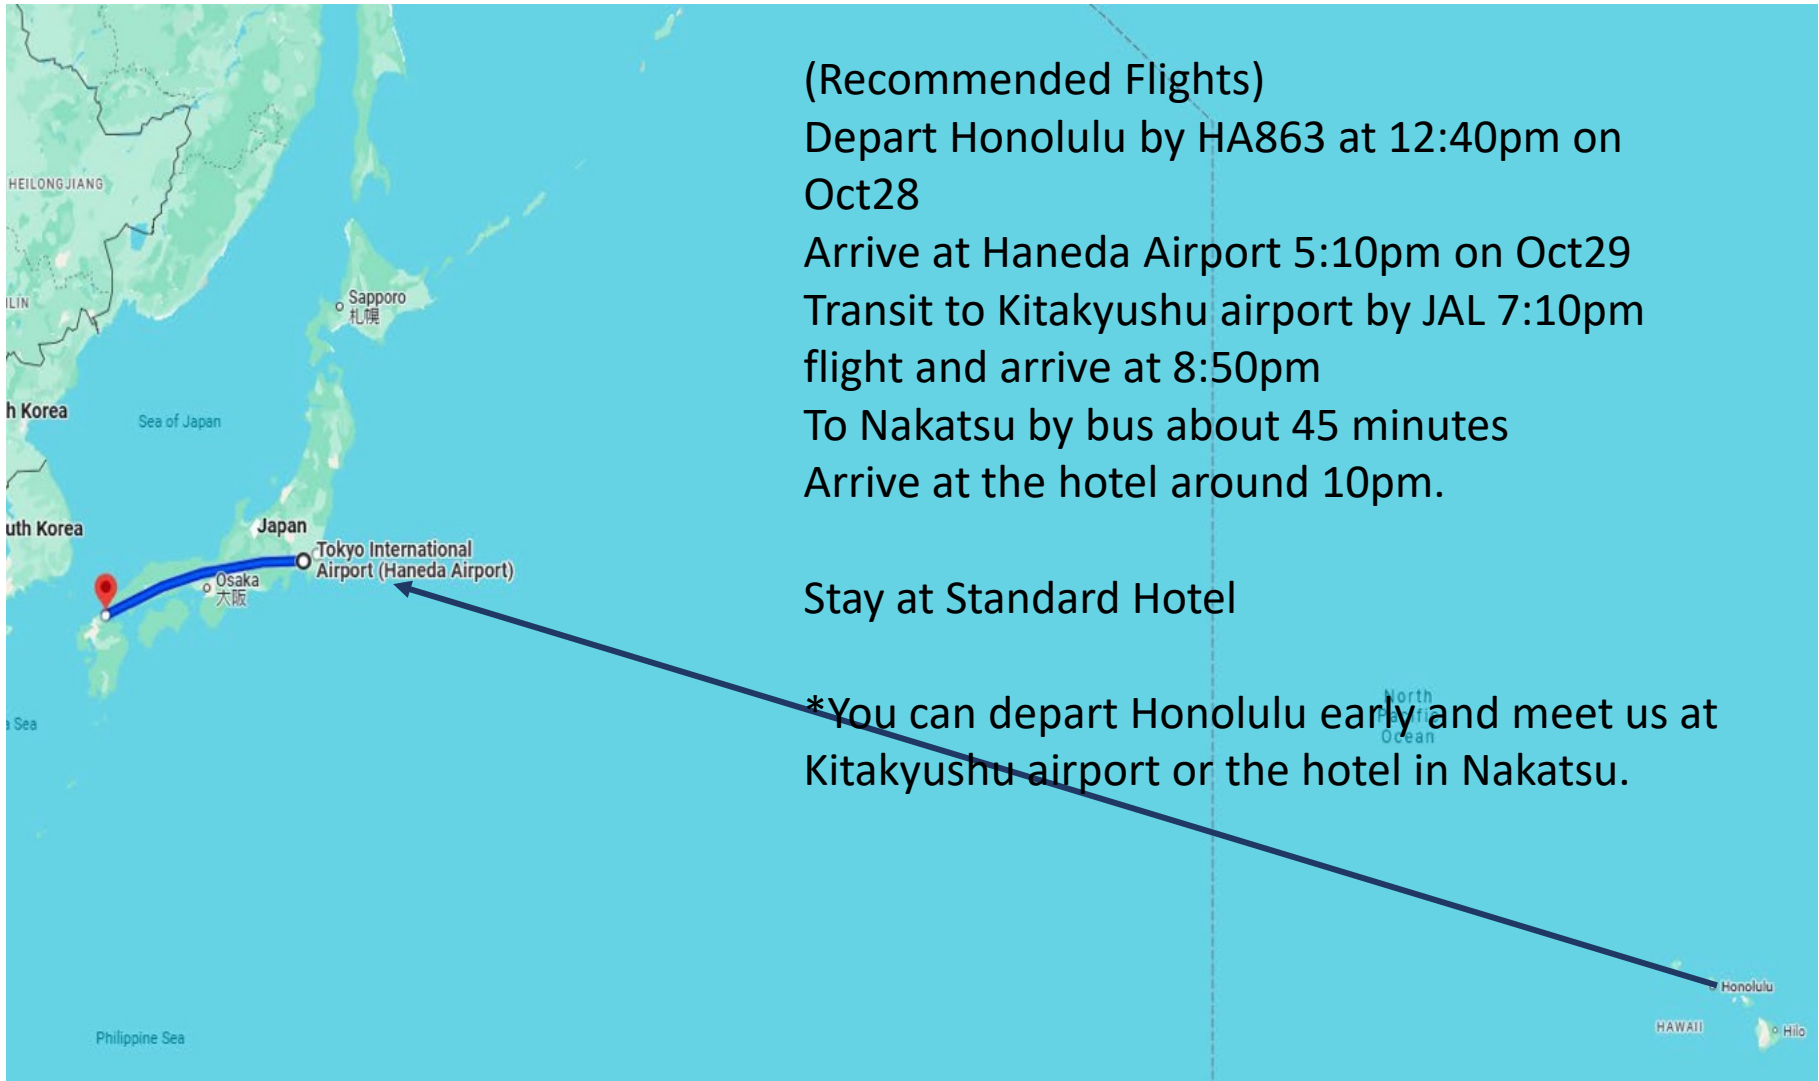 (Recommended Flights)
Depart Honolulu by HA863 at 12:40pm on
Oct28
Arrive at Haneda Airport 5:10pm on Oct29
Transit to Kitakyushu airport by JAL 7:10pm
flight and arrive at 8:50pm
To Nakatsu by bus about 45 minutes
Arrive at the hotel around 10pm.
Stay at Standard Hotel
*You can depart Honolulu early and meet us at
Kitakyushu airport or the hotel in Nakatsu.
HEILONGJIANG
ILIN
Sapporo
札幌
h Korea
Sea of Japan
uth Korea
Japan
Tokyo International
Airport (Haneda Airport)
Osaka
大阪
a Sea
North
Pacific
Ocean
Honolulu
HAWAII
Hilo
Philippine Sea